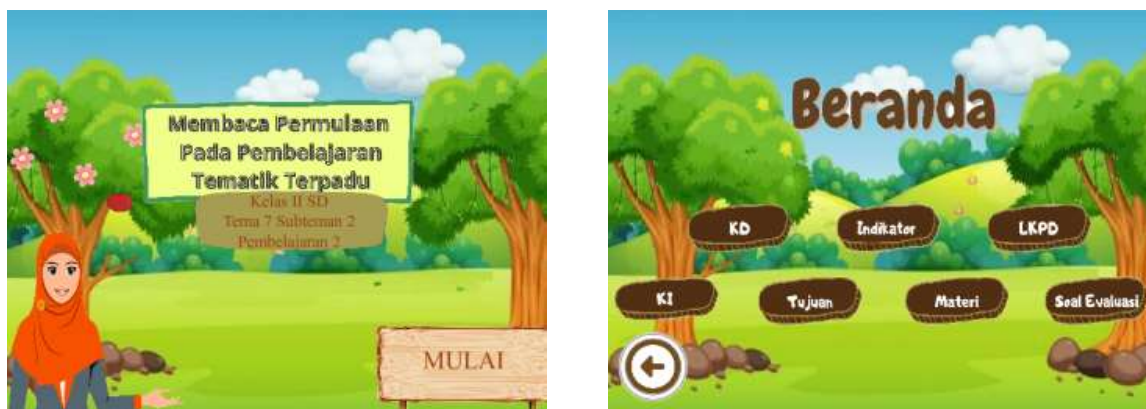 Membaca Permulaan
Pada Pembelajaran
Tematik Terpadu
Kelas II SD
Tema 7 Subteman 2
Pembelajaran 2
MULAI
Beranda
KD
Indikator
LKPD
KI
Tujuan
Materi
Soal Evaluasi